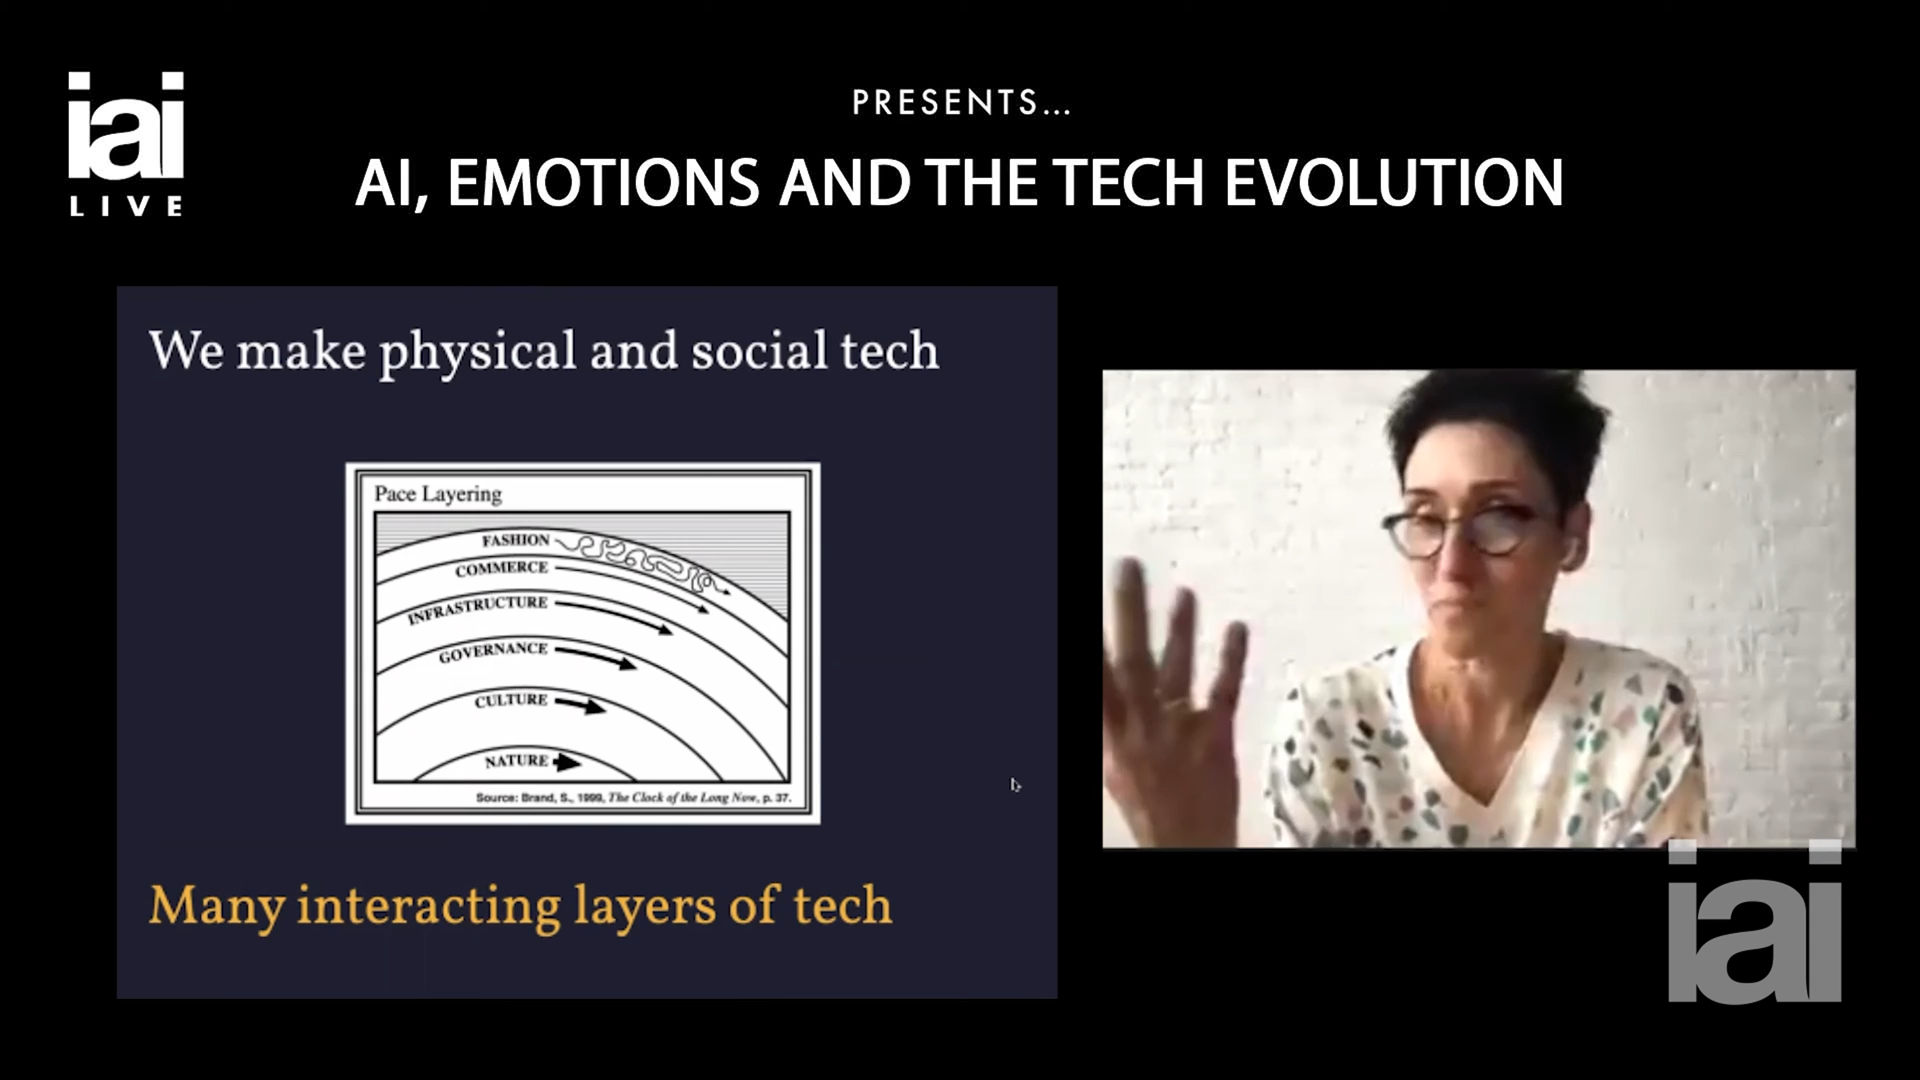 iai
LIVE
PRESENTS...
AI, EMOTIONS AND THE TECH EVOLUTION
We make physical and social tech
Pace Layering
FASHION
COMMERCE
INFRASTRUCTURE
GOVERNANCE
CULTURE
NATURE
Source: Brand, S., 1999, The Clock of the Long Now, p. 37.
Many interacting layers of tech
iai